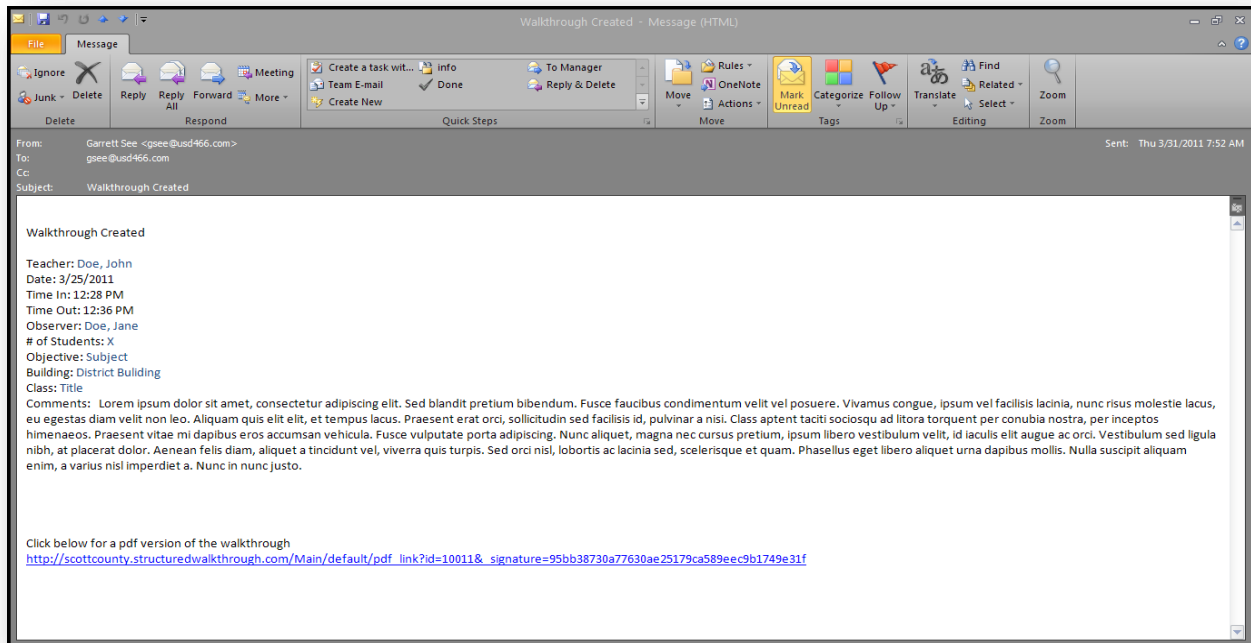 Walkthrough Created - Message (HTML)
File Message
Ignore
Junk
Delete
Delete
Reply
Reply All
Forward
Meeting
More
Respond
Create a task wit...
Team E-mail
Create New
info
Done
To Manager
Reply & Delete
Quick Steps
Move
Rules
OneNote
Actions
Move
Mark Unread
Categorize
Follow Up
Tags
Translate
Find
Related
Select
Editing
Zoom
Zoom
From: Garrett See <gsee@usd466.com>
Sent: Thu 3/31/2011 7:52 AM
To: gsee@usd466.com
Cc:
Subject: Walkthrough Created
Walkthrough Created
Teacher: Doe, John
Date: 3/25/2011
Time In: 12:28 PM
Time Out: 12:36 PM
Observer: Doe, Jane
# of Students: X
Objective: Subject
Building: District Buliding
Class: Title
Comments: Lorem ipsum dolor sit amet, consectetur adipiscing elit. Sed blandit pretium bibendum. Fusce faucibus condimentum velit vel posuere. Vivamus congue, ipsum vel facilisis lacinia, nunc risus molestie lacus,
eu egestas diam velit non leo. Aliquam quis elit elit, et tempus lacus. Praesent erat orci, sollicitudin sed facilisis id, pulvinar a nisi. Class aptent taciti sociosqu ad litora torquent per conubia nostra, per inceptos
himenaeos. Praesent vitae mi dapibus eros accumsan vehicula. Fusce vulputate porta adipiscing. Nunc aliquet, magna nec cursus pretium, ipsum libero vestibulum velit, id iaculis elit augue ac orci. Vestibulum sed ligula
nibh, at placerat dolor. Aenean felis diam, aliquet a tincidunt vel, viverra quis turpis. Sed orci nisl, lobortis ac lacinia sed, scelerisque et quam. Phasellus eget libero aliquet urna dapibus mollis. Nulla suscipit aliquam
enim, a varius nisl imperdiet a. Nunc in nunc justo.
Click below for a pdf version of the walkthrough
http://scottcounty.structuredwalkthrough.com/Main/default/pdf_link?id=10011&_signature=95bb38730a77630ae25179ca589eec9b1749e31f